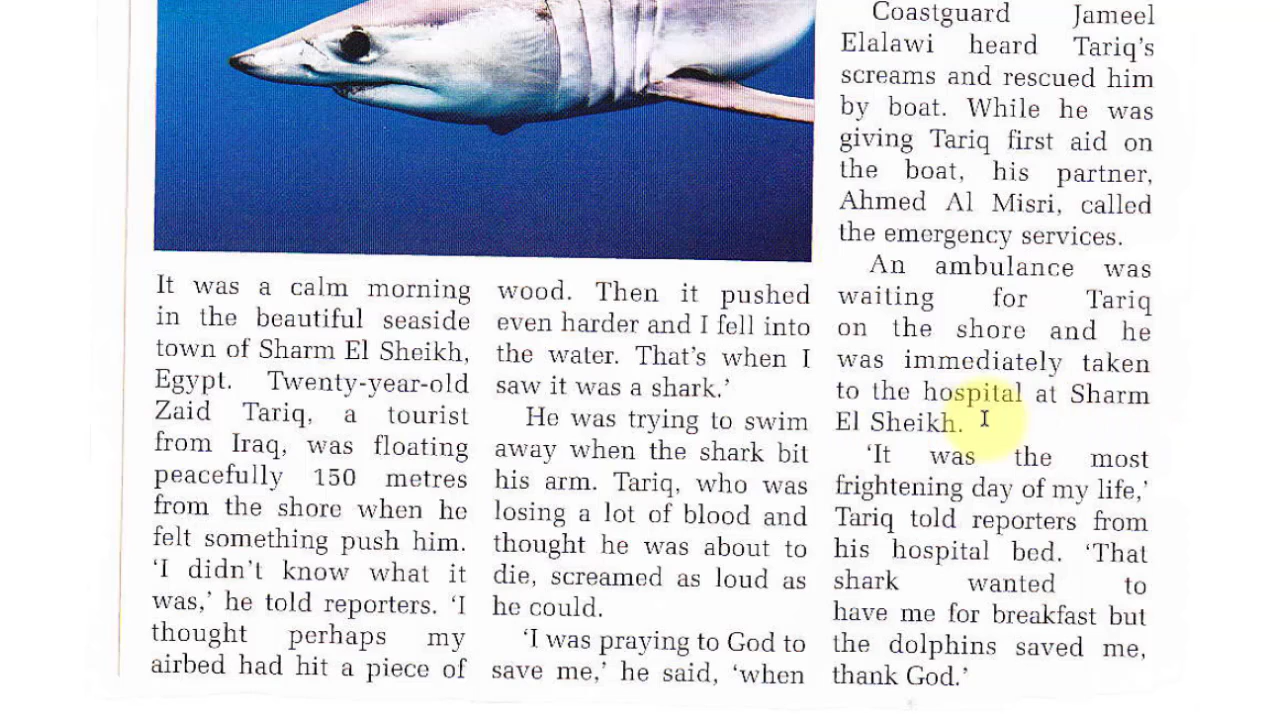 It was a calm morning
in the beautiful seaside
town of Sharm El Sheikh,
Egypt. Twenty-year-old
Zaid Tariq, a tourist
from Iraq, was floating
peacefully 150 metres
from the shore when he
felt something push him.
‘I didn’t know what it
was,’ he told reporters. ‘I
thought perhaps my
airbed had hit a piece of
wood. Then it pushed
even harder and I fell into
the water. That’s when I
saw it was a shark.’
He was trying to swim
away when the shark bit
his arm. Tariq, who was
losing a lot of blood and
thought he was about to
die, screamed as loud as
he could.
‘I was praying to God to
save me,’ he said, ‘when
Coastguard Jameel
Elalawi heard Tariq’s
screams and rescued him
by boat. While he was
giving Tariq first aid on
the boat, his partner,
Ahmed Al Misri, called
the emergency services.
An ambulance was
waiting for Tariq
on the shore and he
was immediately taken
to the hospital at Sharm
El Sheikh.
‘It was the most
frightening day of my life,’
Tariq told reporters from
his hospital bed. ‘That
shark wanted to
have me for breakfast but
the dolphins saved me,
thank God.’